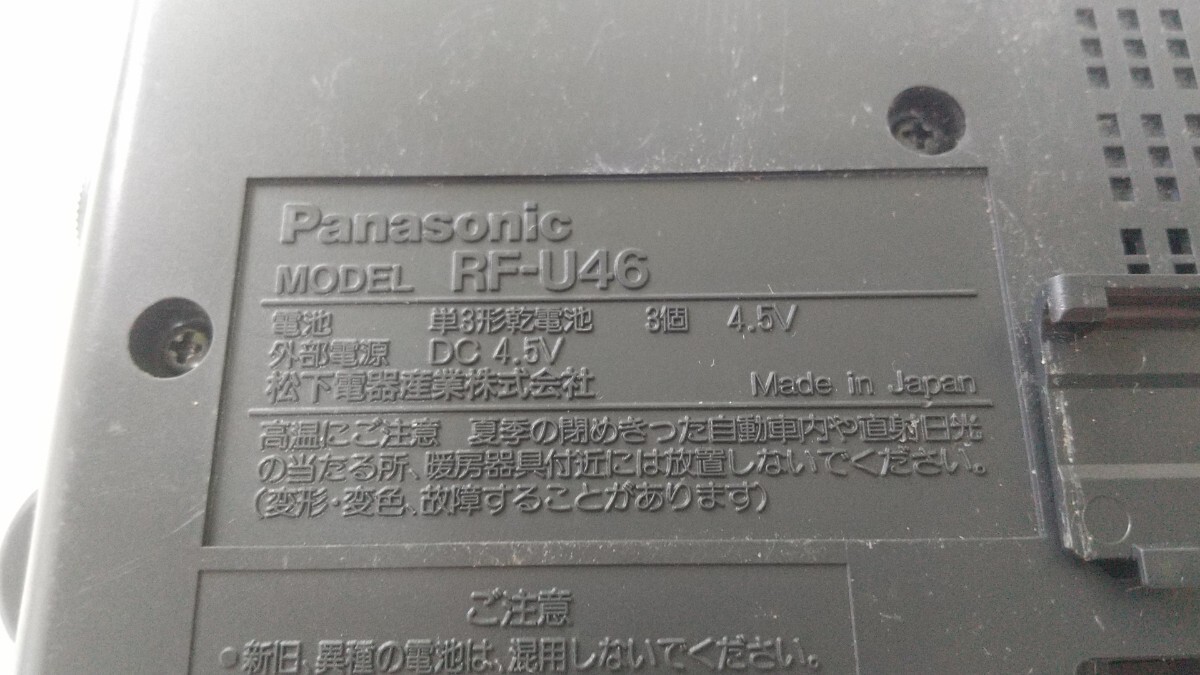 Panasonic
MODEL RF-U46
電池 単3形乾電池 3個 4.5V
外部電源 DC 4.5V
松下電器産業株式会社 Made in Japan
高温にご注意 夏季の閉めきった自動車内や直射日光
の当たる所、暖房器具付近には放置しないでください。
(変形・変色、故障することがあります)
ご注意
●新旧、異種の電池は、混用しないでください。